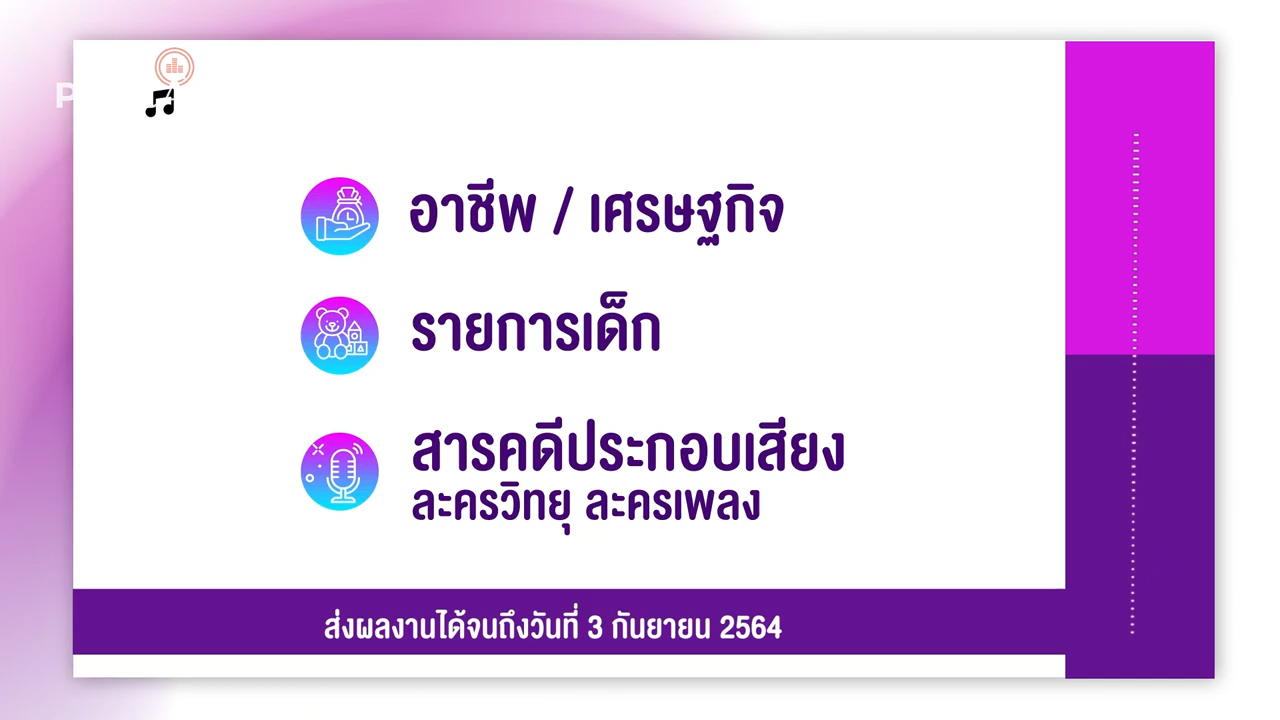 อาชีพ / เศรษฐกิจ
รายการเด็ก
สารคดีประกอบเสียง
ละครวิทยุ ละครเพลง
ส่งผลงานได้จนถึงวันที่ 3 กันยายน 2564